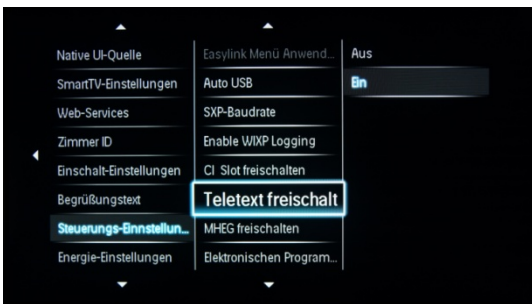 Native UI-Quelle
SmartTV-Einstellungen
Web-Services
Zimmer ID
Einschalt-Einstellungen
Begrüßungstext
Steuerungs-Einnstellun...
Energie-Einstellungen
Easylink Menü Anwend...
Auto USB
SXP-Baudrate
Enable WIXP Logging
CI Slot freischalten
Teletext freischalt
MHEG freischalten
Elektronischen Program...
Aus
Ein